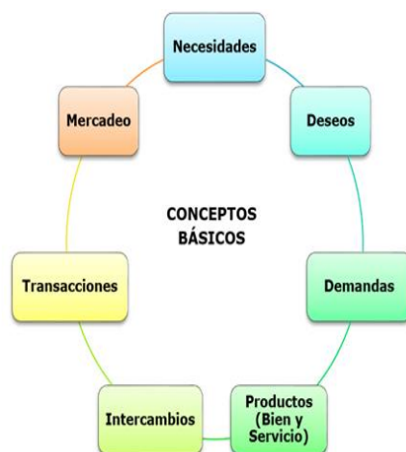 Necesidades
Deseos
Demandas
Productos
(Bien y
Servicio)
Intercambios
Transacciones
Mercadeo
CONCEPTOS
BÁSICOS